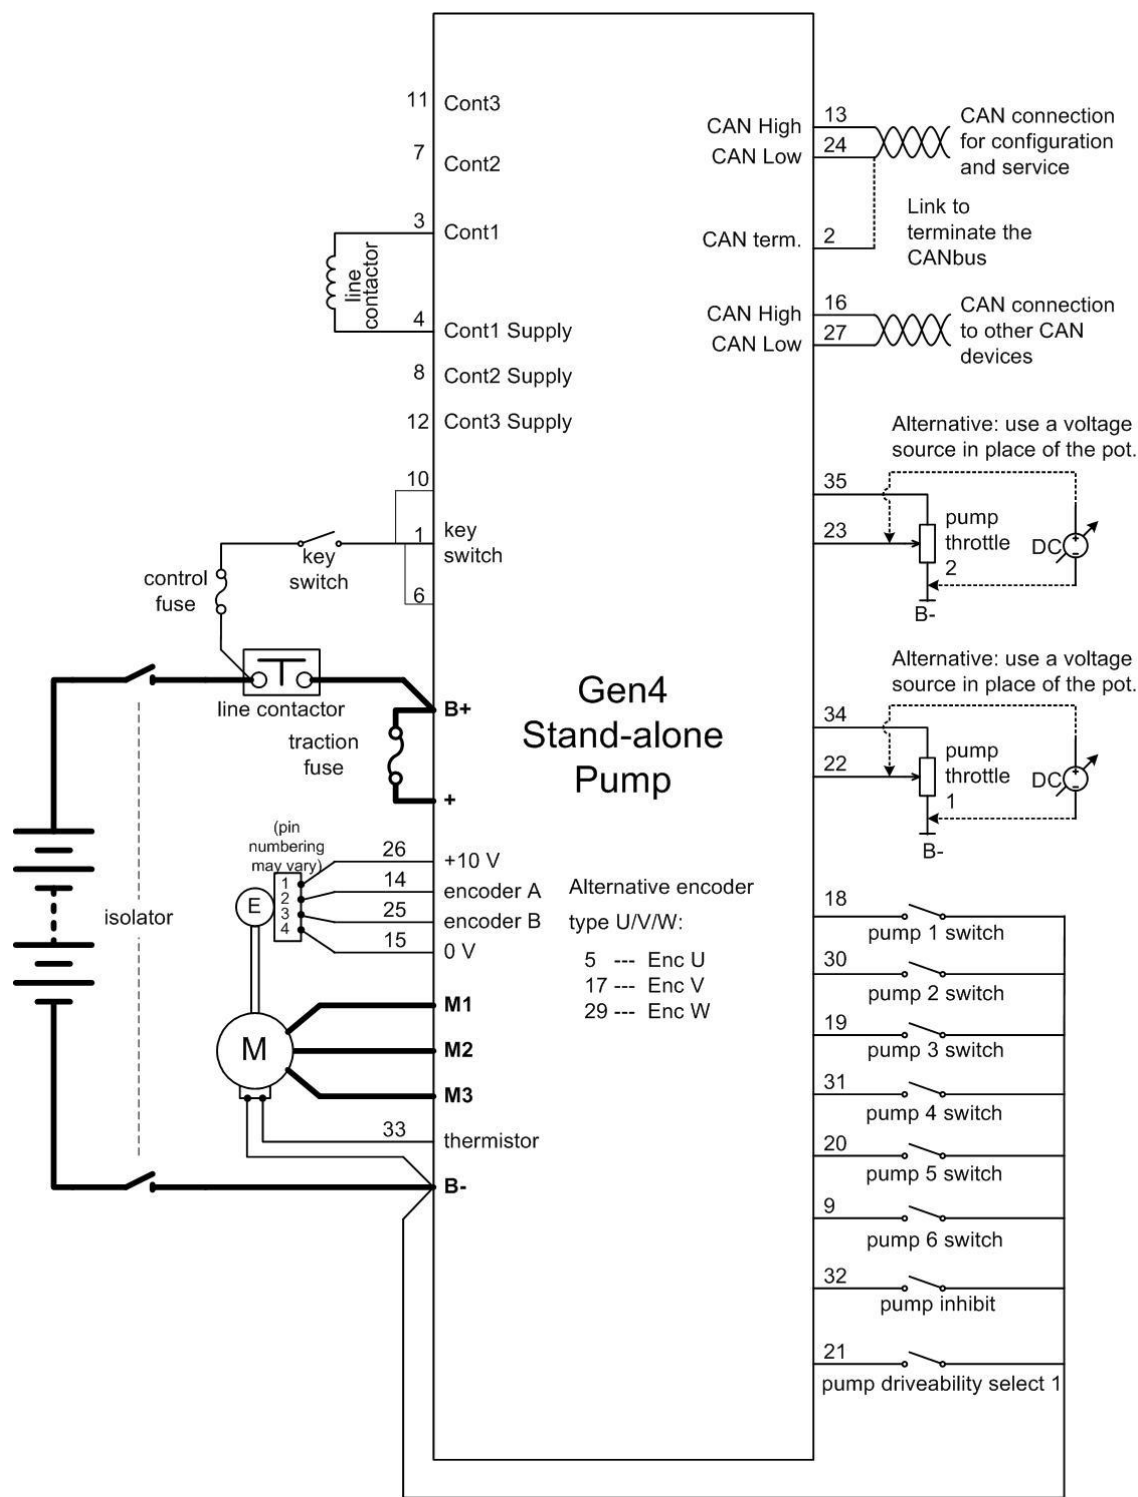 11 Cont3
7 Cont2
3 Cont1
line
contactor
4 Cont1 Supply
8 Cont2 Supply
12 Cont3 Supply
10
1 key
switch
key
switch
6
control
fuse
line contactor
B+
traction
fuse
+
isolator
(pin
numbering
may vary)
26 +10 V
14 encoder A
25 encoder B
15 0 V
1
2
3
4
E
M
M1
M2
M3
33 thermistor
B-
Gen4
Stand-alone
Pump
Alternative encoder
type U/V/W:
5 --- Enc U
17 --- Enc V
29 --- Enc W
CAN High 13
CAN Low 24
CAN connection
for configuration
and service
Link to
terminate the
CANbus
CAN term. 2
CAN High 16
CAN Low 27
CAN connection
to other CAN
devices
Alternative: use a voltage
source in place of the pot.
35
23
pump
throttle
2
DC
+
-
B-
Alternative: use a voltage
source in place of the pot.
34
22
pump
throttle
1
DC
+
-
B-
18
pump 1 switch
30
pump 2 switch
19
pump 3 switch
31
pump 4 switch
20
pump 5 switch
9
pump 6 switch
32
pump inhibit
21
pump driveability select 1